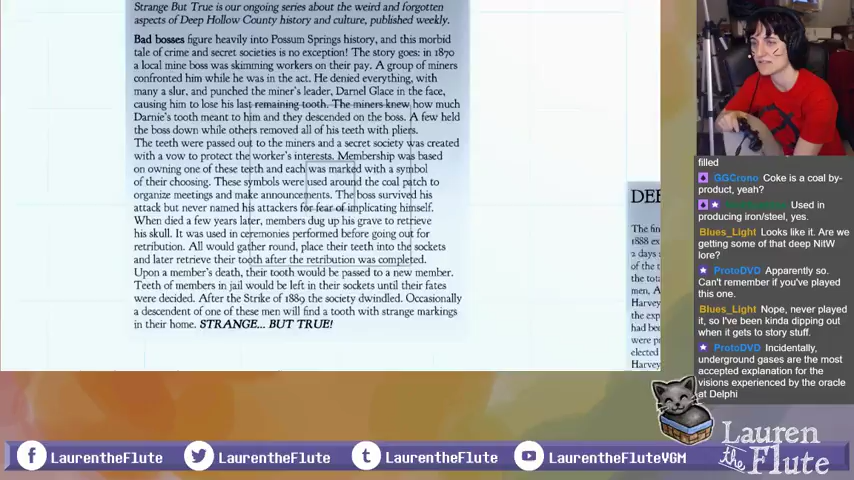 Strange But True is our ongoing series about the weird and forgotten
aspects of Deep Hollow County history and culture, published weekly.
Bad bosses figure heavily into Possum Springs history, and this morbid
tale of crime and secret societies is no exception! The story goes: in 1870
a local mine boss was skimming workers on their pay. A group of miners
confronted him while he was in the act. He denied everything, with
many a slur, and punched the miner's leader, Darnel Glace in the face,
causing him to lose his last remaining tooth. The miners knew how much
Darnie's tooth meant to him and they descended on the boss. A few held
the boss down while others removed all of his teeth with pliers.
The teeth were passed out to the miners and a secret society was created
with a vow to protect the worker's interests. Membership was based
on owning one of these teeth and each was marked with a symbol
of their choosing. These symbols were used around the coal patch to
organize meetings and make announcements. The boss survived his
attack but never named his attackers for fear of implicating himself.
When died a few years later, members dug up his grave to retrieve
his skull. It was used in ceremonies performed before going out for
retribution. All would gather round, place their teeth into the sockets
and later retrieve their tooth after the retribution was completed.
Upon a member's death, their tooth would be passed to a new member.
Teeth of members in jail would be left in their sockets until their fates
were decided. After the Strike of 1889 the society dwindled. Occasionally
a descendent of one of these men will find a tooth with strange markings
in their home. STRANGE... BUT TRUE!
DEE
The fin
1888 ex
2 days
of the t
the tota
men, A
Harvey
the exp
had bee
were pr
elected
Harvey
filled
GGCrono Coke is a coal by-
product, yeah?
Used in
producing iron/steel, yes.
Blues_Light Looks like it. Are we
getting some of that deep NitW
lore?
ProtoDVD Apparently so.
Can't remember if you've played
this one.
Blues_Light Nope, never played
it, so I've been kinda dipping out
when it gets to story stuff.
ProtoDVD Incidentally,
underground gases are the most
accepted explanation for the
visions experienced by the oracle
at Delphi
Lauren
the Flute
LaurentheFlute
LaurentheFlute
LaurentheFlute
LaurentheFluteVGM